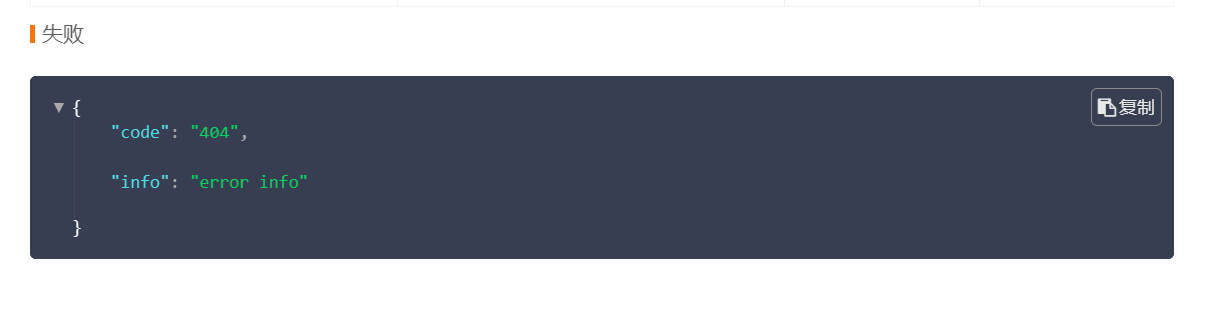 失败
复制
{
"code": "404",
"info": "error info"
}